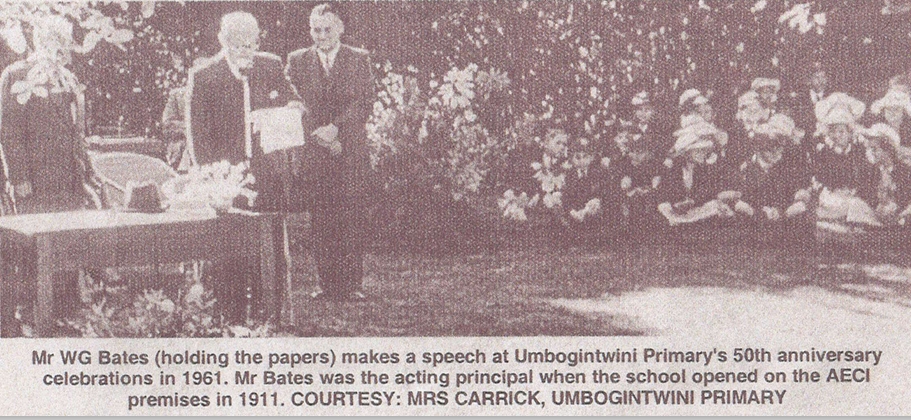 Mr WG Bates (holding the papers) makes a speech at Umbogintwini Primary's 50th anniversary
celebrations in 1961. Mr Bates was the acting principal when the school opened on the AECI
premises in 1911. COURTESY: MRS CARRICK, UMBOGINTWINI PRIMARY